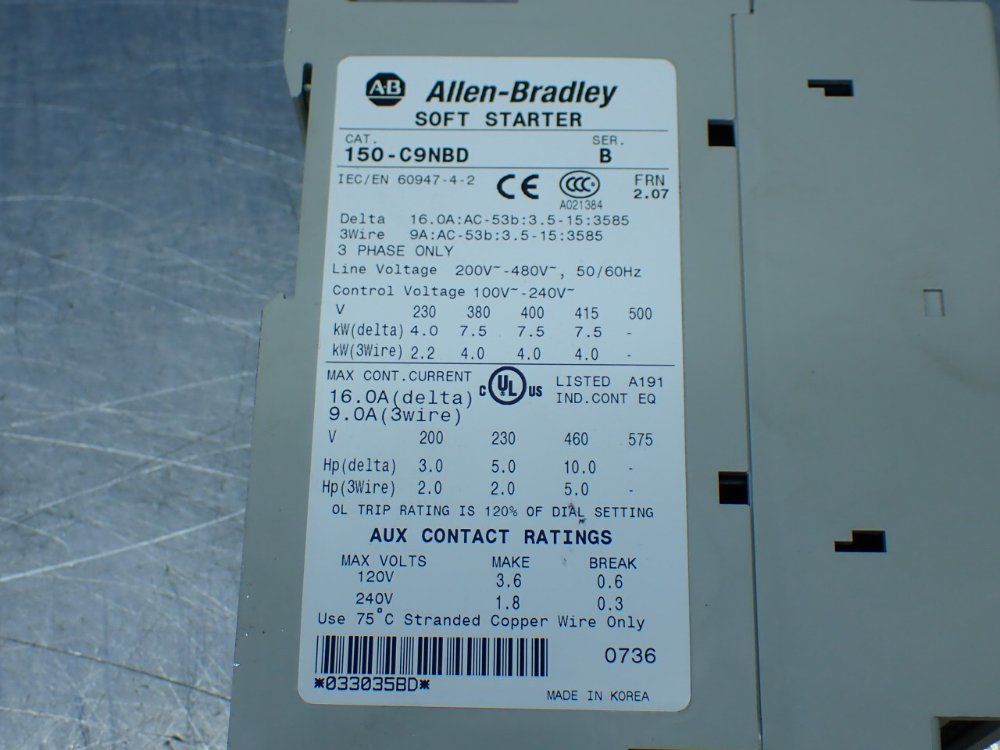 AB Allen-Bradley
SOFT STARTER
CAT. SER.
150-C9NBD B
IEC/EN 60947-4-2 CE CCC FRN
A021384 2.07
Delta 16.0A:AC-53b:3.5-15:3585
3Wire 9A:AC-53b:3.5-15:3585
3 PHASE ONLY
Line Voltage 200V~-480V~, 50/60Hz
Control Voltage 100V~-240V~
V 230 380 400 415 500
kW(delta) 4.0 7.5 7.5 7.5 -
kW(3Wire) 2.2 4.0 4.0 4.0 -
MAX CONT.CURRENT C UL US LISTED A191
16.0A(delta) IND.CONT EQ
9.0A(3wire)
V 200 230 460 575
Hp(delta) 3.0 5.0 10.0 -
Hp(3Wire) 2.0 2.0 5.0 -
OL TRIP RATING IS 120% OF DIAL SETTING
AUX CONTACT RATINGS
MAX VOLTS MAKE BREAK
120V 3.6 0.6
240V 1.8 0.3
Use 75°C Stranded Copper Wire Only
0736
*033035BD*
MADE IN KOREA